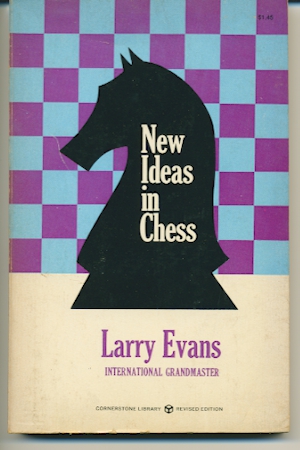 $1.45
New
Ideas
in
Chess
Larry Evans
INTERNATIONAL GRANDMASTER
CORNERSTONE LIBRARY REVISED EDITION